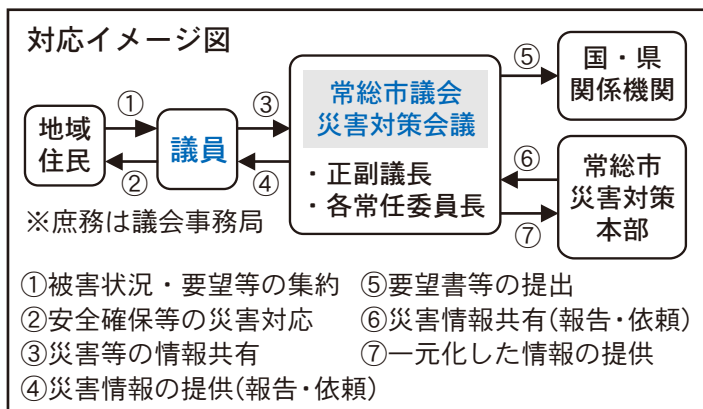 対応イメージ図
地域
住民
①
②
議員
③
④
常総市議会
災害対策会議
・正副議長
・各常任委員長
⑤
国・県
関係機関
⑥
⑦
常総市
災害対策
本部
※庶務は議会事務局
①被害状況・要望等の集約
②安全確保等の災害対応
③災害等の情報共有
④災害情報の提供(報告・依頼)
⑤要望書等の提出
⑥災害情報共有(報告・依頼)
⑦一元化した情報の提供